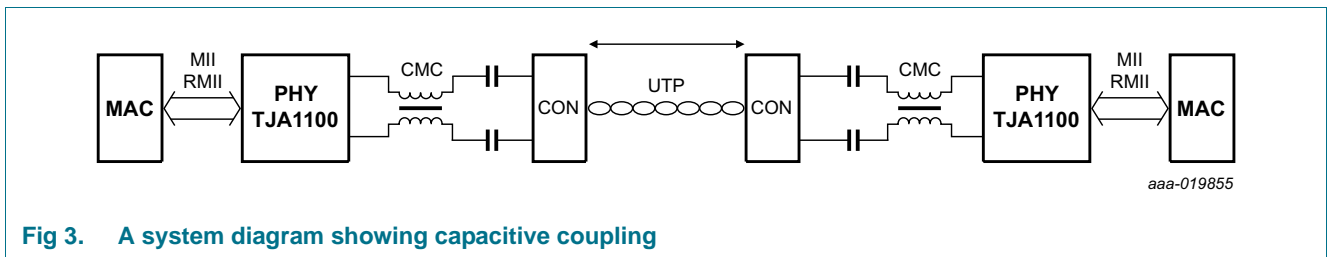 MAC
MII
RMII
PHY
TJA1100
CMC
CON
UTP
CON
CMC
PHY
TJA1100
MII
RMII
MAC
aaa-019855
Fig 3. A system diagram showing capacitive coupling